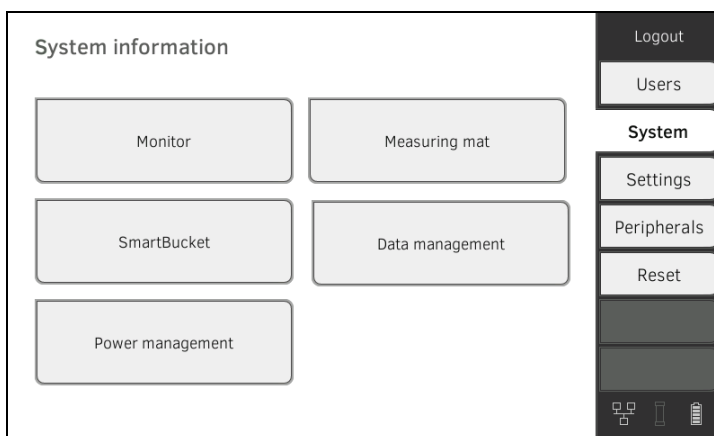 System information
Monitor
Measuring mat
SmartBucket
Data management
Power management
Logout
Users
System
Settings
Peripherals
Reset